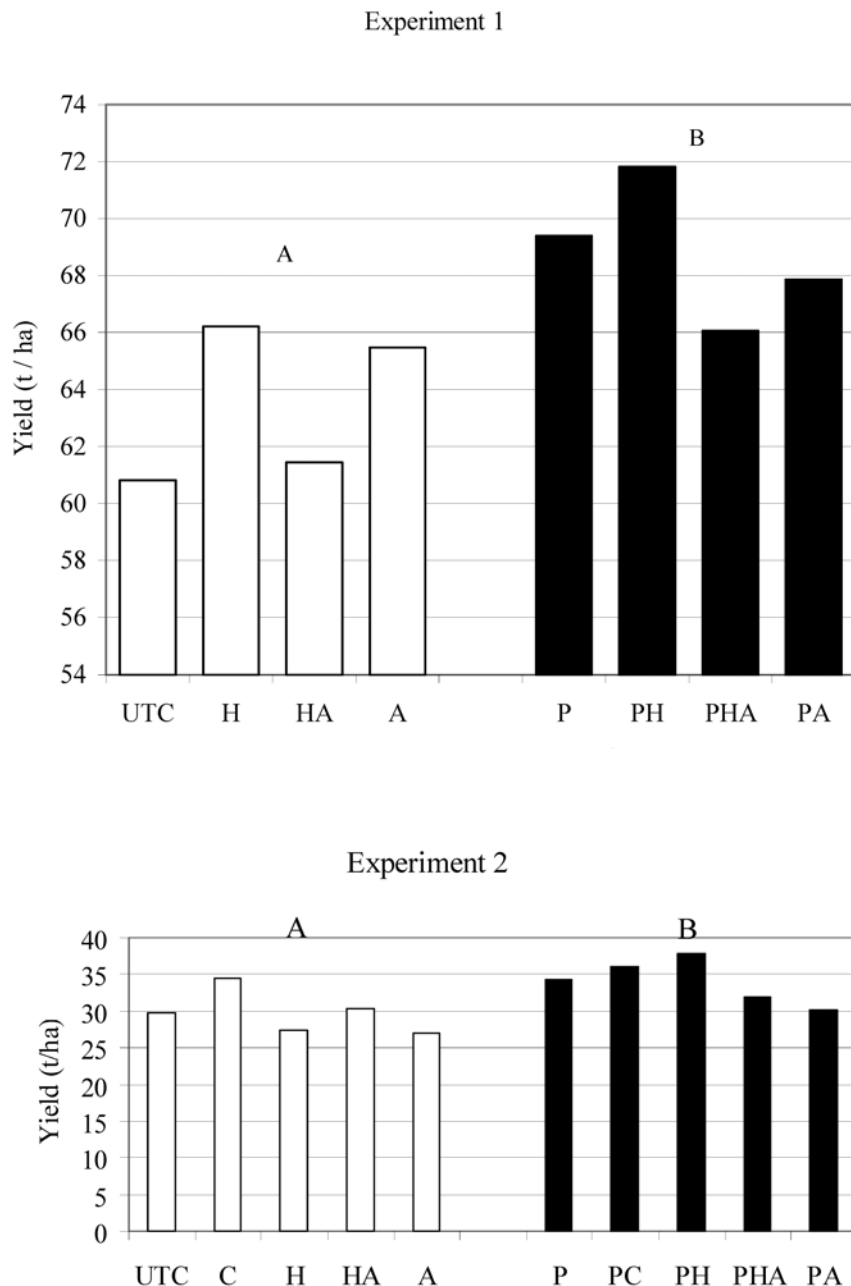 Experiment 1
74
72
70
68
66
64
62
60
58
56
54
Yield (t / ha)
A
B
UTC H HA A P PH PHA PA
Experiment 2
40
35
30
25
20
15
10
5
0
Yield (t/ha)
A
B
UTC C H HA A P PC PH PHA PA